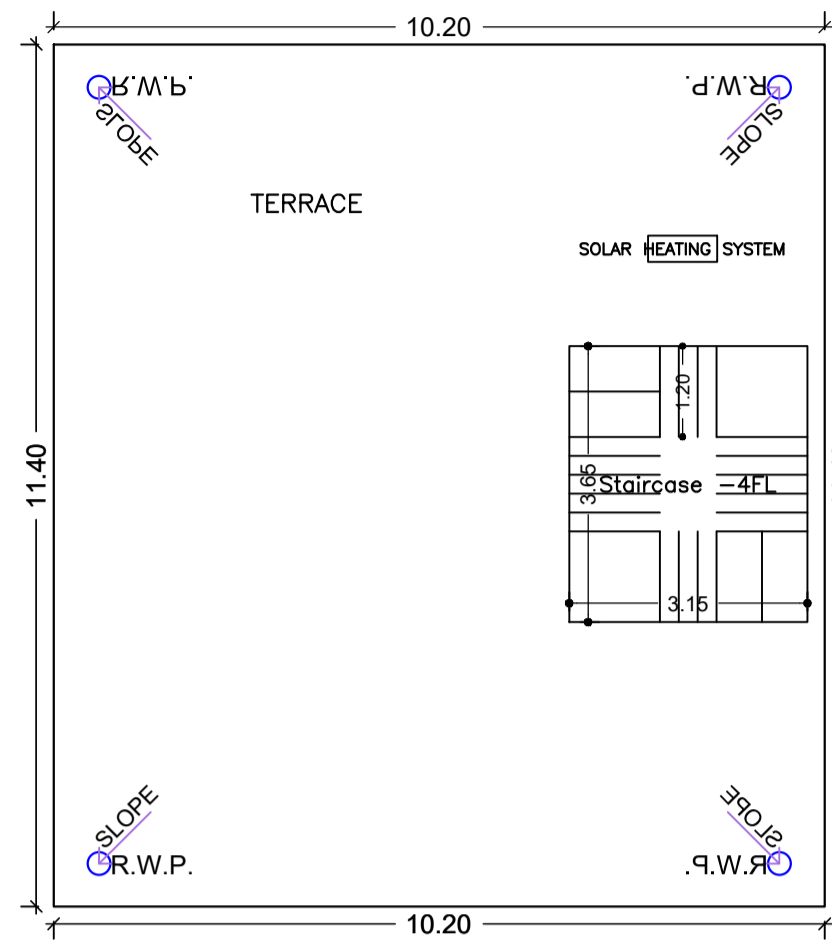 10.20
R.W.P.
R.W.P.
SLOPE
SLOPE
TERRACE
SOLAR HEATING SYSTEM
1.20
11.40
3.65
Staircase -4FL
3.15
SLOPE
SLOPE
R.W.P.
R.W.P.
10.20